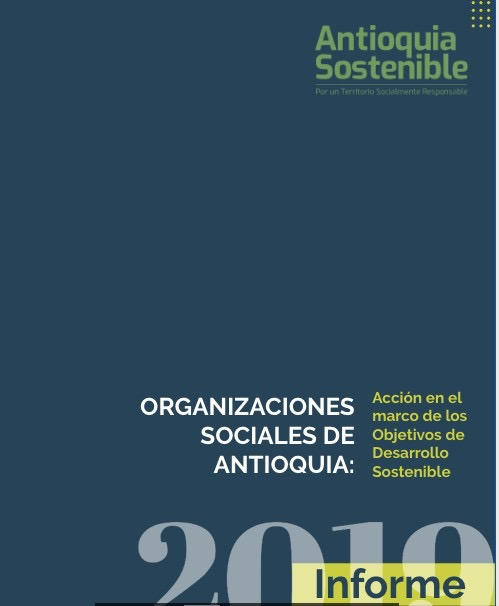 Antioquia
Sostenible
Por un Territorio Socialmente Responsable
ORGANIZACIONES
SOCIALES DE
ANTIOQUIA:
Acción en el
marco de los
Objetivos de
Desarrollo
Sostenible
2019
Informe